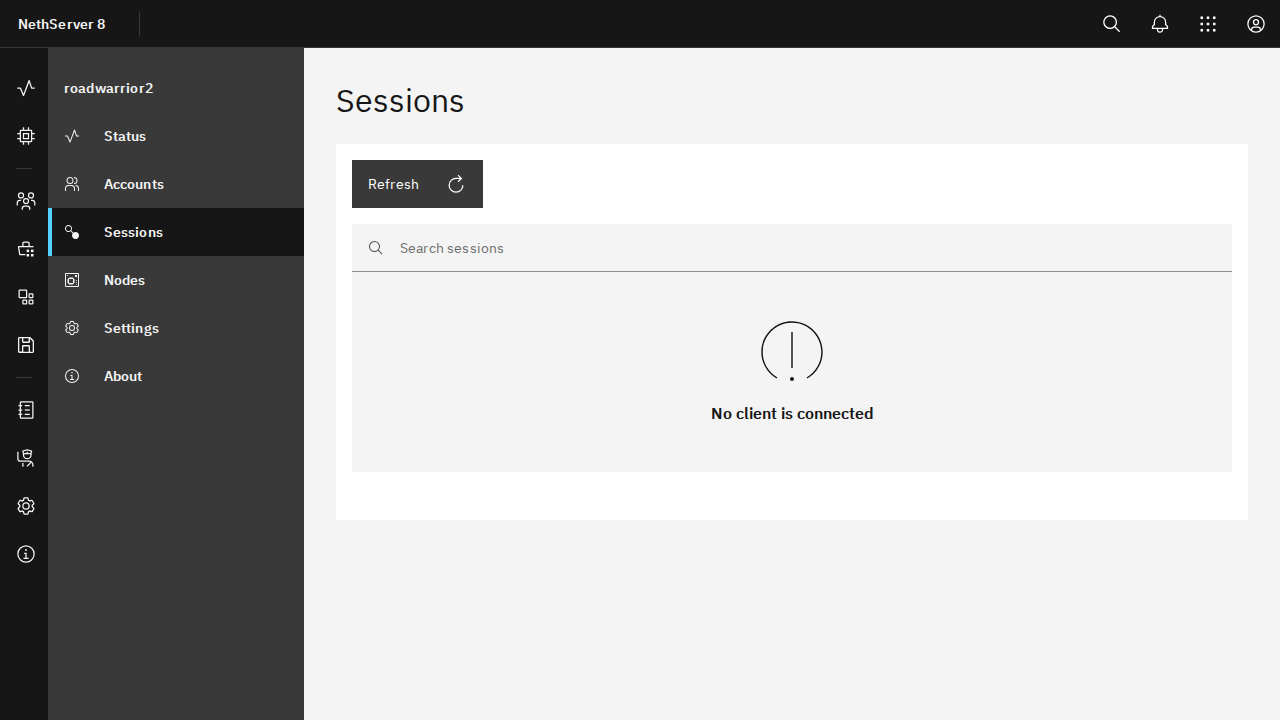 NethServer 8
roadwarrior2
Status
Accounts
Sessions
Nodes
Settings
About
Sessions
Refresh
Search sessions
No client is connected